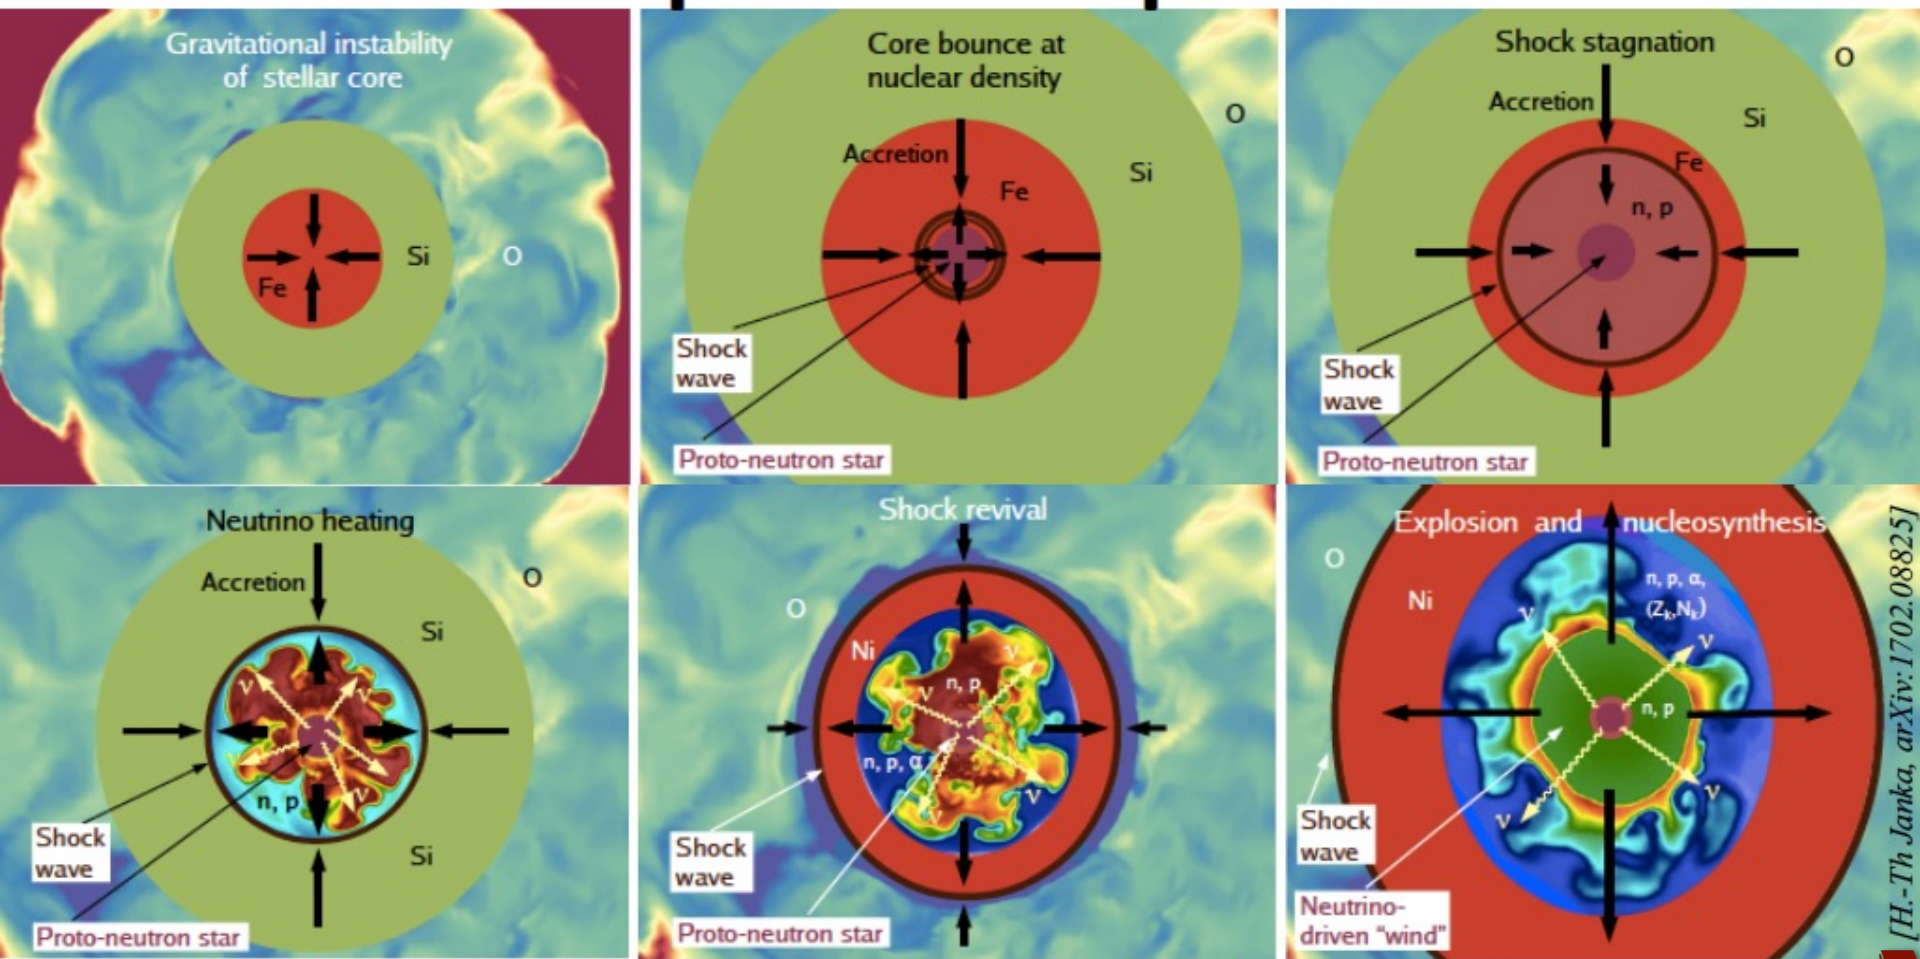 Gravitational instability
of stellar core
Fe
Si
O
Core bounce at
nuclear density
O
Accretion
Fe
Si
Shock
wave
Proto-neutron star
Shock stagnation
O
Accretion
Si
Fe
n, p
Shock
wave
Proto-neutron star
Neutrino heating
Accretion
O
Si
ν
ν
n, p
ν
Shock
wave
Si
Proto-neutron star
Shock revival
O
Ni
ν
n, p
ν
n, p, α
ν
Shock
wave
Proto-neutron star
Explosion and nucleosynthesis
O
n, p, α,
(Zk,Nk)
Ni
ν
ν
n, p
ν
ν
Shock
wave
Neutrino-
driven "wind"
[H.-Th Janka, arXiv:1702.08825]